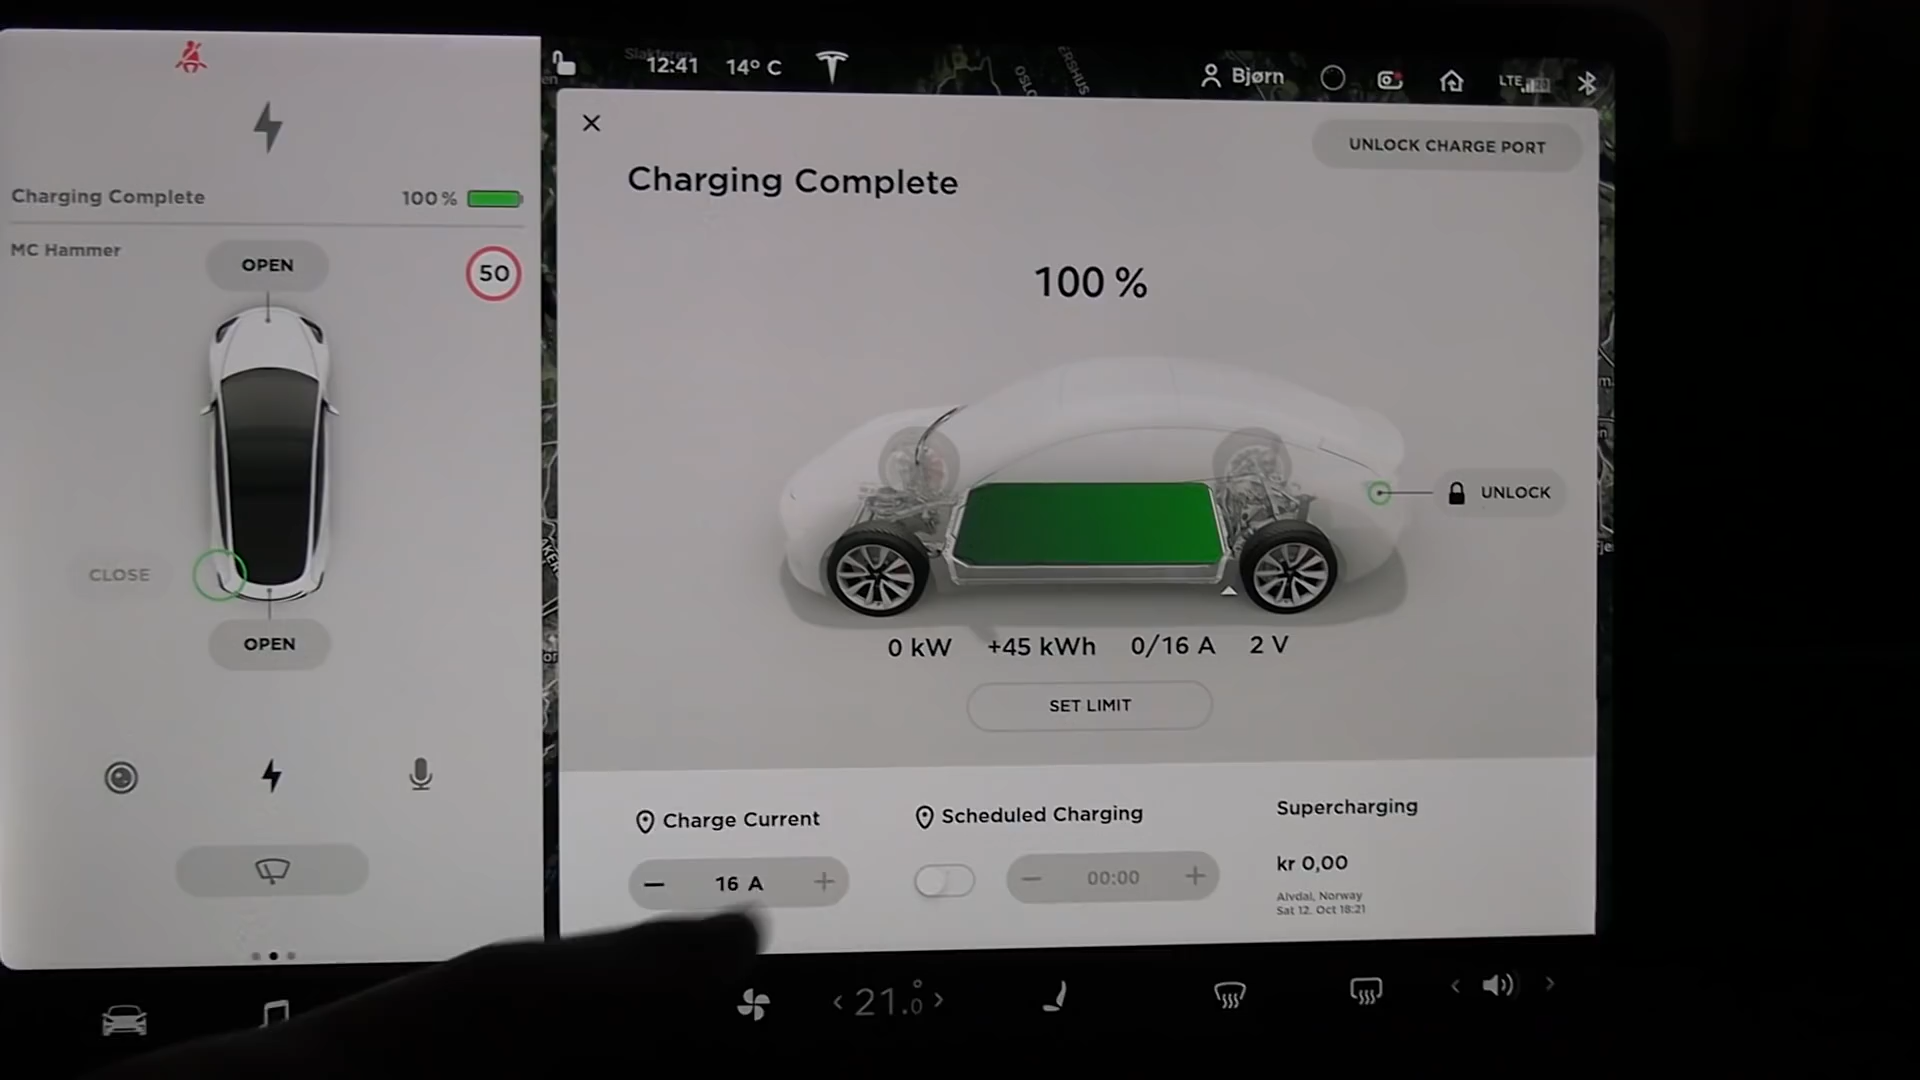 Charging Complete
100 %
MC Hammer
OPEN
50
CLOSE
OPEN
Slakteren
12:41
14° C
OSLO
Bjørn
LTE
UNLOCK CHARGE PORT
Charging Complete
100 %
UNLOCK
0 kW
+45 kWh
0/16 A
2 V
SET LIMIT
Charge Current
16 A
Scheduled Charging
00:00
Supercharging
kr 0,00
Alvdal, Norway
Sat 12. Oct 18:21
21.0°